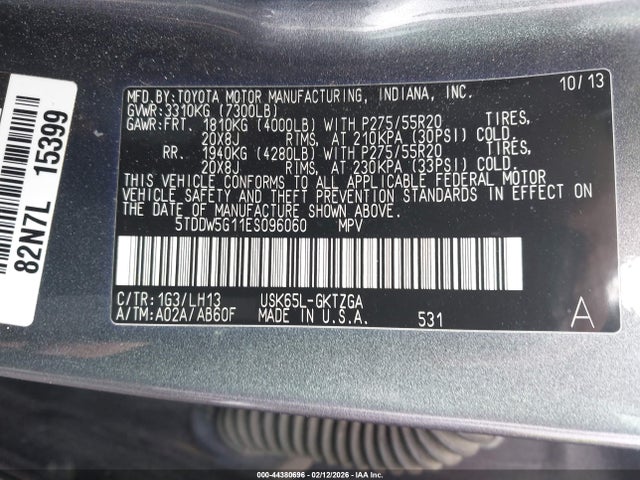 MFD.BY:TOYOTA MOTOR MANUFACTURING, INDIANA, INC. 10/13
GVWR:3310KG (7300LB)
GAWR:FRT. 1810KG (4000LB) WITH P275/55R20 TIRES,
20X8J RIMS, AT 210KPA (30PSI) COLD.
RR. 1940KG (4280LB) WITH P275/55R20 TIRES,
20X8J RIMS, AT 230KPA (33PSI) COLD.
THIS VEHICLE CONFORMS TO ALL APPLICABLE FEDERAL MOTOR
VEHICLE SAFETY AND THEFT PREVENTION STANDARDS IN EFFECT ON
THE DATE OF MANUFACTURE SHOWN ABOVE.
5TDDW5G11ES096060 MPV
C/TR:1G3/LH13 USK65L-GKTZGA
A/TM:A02A/AB60F MADE IN U.S.A. 531 A
82N7L 15399
000-44380696 - 02/12/2026 - IAA Inc.